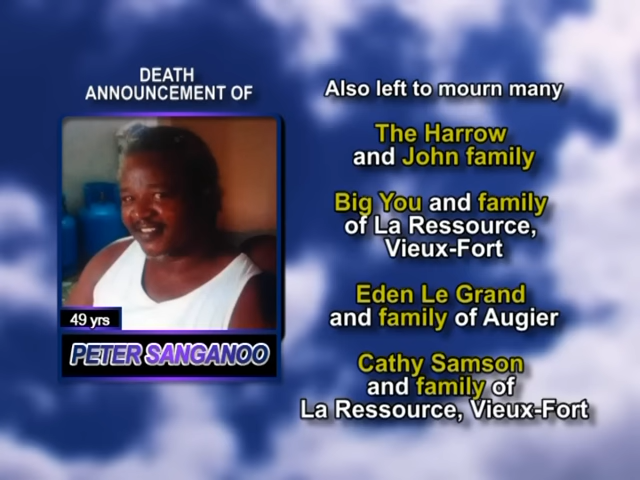 DEATH
ANNOUNCEMENT OF
49 yrs
PETER SANGANOO
Also left to mourn many
The Harrow
and John family
Big You and family
of La Ressource,
Vieux-Fort
Eden Le Grand
and family of Augier
Cathy Samson
and family of
La Ressource, Vieux-Fort